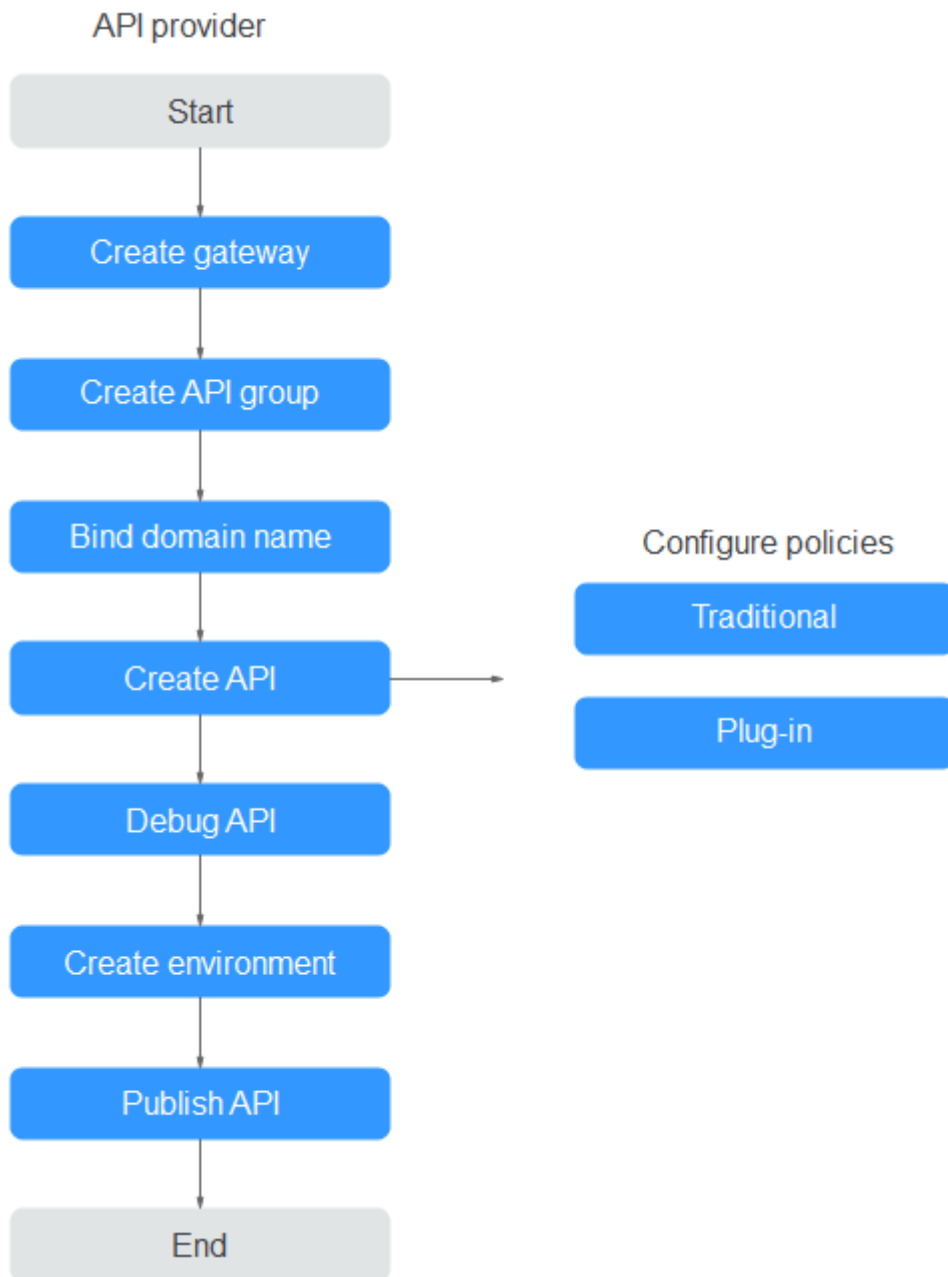 API provider
Start
Create gateway
Create API group
Bind domain name
Create API
Debug API
Create environment
Publish API
End
Configure policies
Traditional
Plug-in